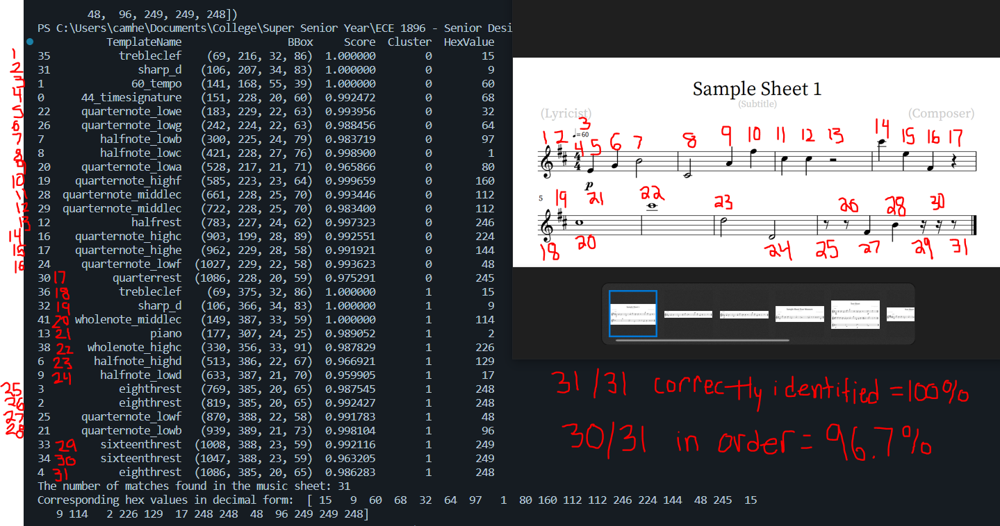 48, 96, 249, 249, 248])
PS C:\Users\camhe\Documents\College\Super Senior Year\ECE 1896 - Senior Desi
TemplateName BBox Score Cluster HexValue
1 35 trebleclef (69, 216, 32, 86) 1.000000 0 15
2 31 sharp_d (106, 207, 34, 83) 1.000000 0 9
3 1 60_tempo (141, 168, 55, 39) 1.000000 0 60
4 0 44_timesignature (151, 228, 20, 60) 0.992472 0 68
5 22 quarternote_lowe (183, 229, 22, 63) 0.993956 0 32
6 26 quarternote_lowg (242, 224, 22, 63) 0.988456 0 64
7 7 halfnote_lowb (300, 225, 24, 79) 0.983719 0 97
8 8 halfnote_lowc (421, 228, 27, 76) 0.998900 0 1
9 20 quarternote_lowa (528, 217, 21, 71) 0.965866 0 80
10 19 quarternote_highf (585, 223, 23, 64) 0.999659 0 160
11 28 quarternote_middlec (661, 228, 25, 70) 0.993446 0 112
12 29 quarternote_middlec (722, 228, 25, 70) 0.983400 0 112
13 12 halfrest (783, 227, 24, 62) 0.997323 0 246
14 16 quarternote_highc (903, 199, 28, 89) 0.992551 0 224
15 17 quarternote_highe (962, 229, 28, 58) 0.991921 0 144
16 24 quarternote_lowf (1027, 229, 22, 58) 0.993623 0 48
30 17 quarterrest (1086, 228, 20, 59) 0.975291 0 245
36 18 trebleclef (69, 375, 32, 86) 1.000000 1 15
32 19 sharp_d (106, 366, 34, 83) 1.000000 1 9
41 20 wholenote_middlec (149, 387, 33, 59) 1.000000 1 114
13 21 piano (177, 307, 24, 25) 0.989052 1 2
38 22 wholenote_highc (330, 356, 33, 91) 0.987829 1 226
6 23 halfnote_highd (513, 386, 22, 67) 0.966921 1 129
9 24 halfnote_lowd (633, 387, 21, 70) 0.959905 1 17
25 3 eighthrest (769, 385, 20, 65) 0.987545 1 248
26 2 eighthrest (819, 385, 20, 65) 0.992427 1 248
27 25 quarternote_lowf (870, 388, 22, 58) 0.991783 1 48
28 21 quarternote_lowb (939, 389, 21, 73) 0.998104 1 96
33 29 sixteenthrest (1008, 388, 23, 59) 0.992116 1 249
34 30 sixteenthrest (1047, 388, 23, 59) 0.963205 1 249
4 31 eighthrest (1086, 385, 20, 65) 0.986283 1 248
The number of matches found in the music sheet: 31
Corresponding hex values in decimal form: [ 15 9 60 68 32 64 97 1 80 160 112 112 246 224 144 48 245 15
9 114 2 226 129 17 248 248 48 96 249 249 248]
Sample Sheet 1
(Subtitle)
(Lyricist) (Composer)
♩=60
1 2 3 4 5 6 7 8 9 10 11 12 13 14 15 16 17
4
4
p
5
19 21 22 23 26 28 30
18 20 24 25 27 29 31
31/31 correctly identified = 100%
30/31 in order = 96.7%